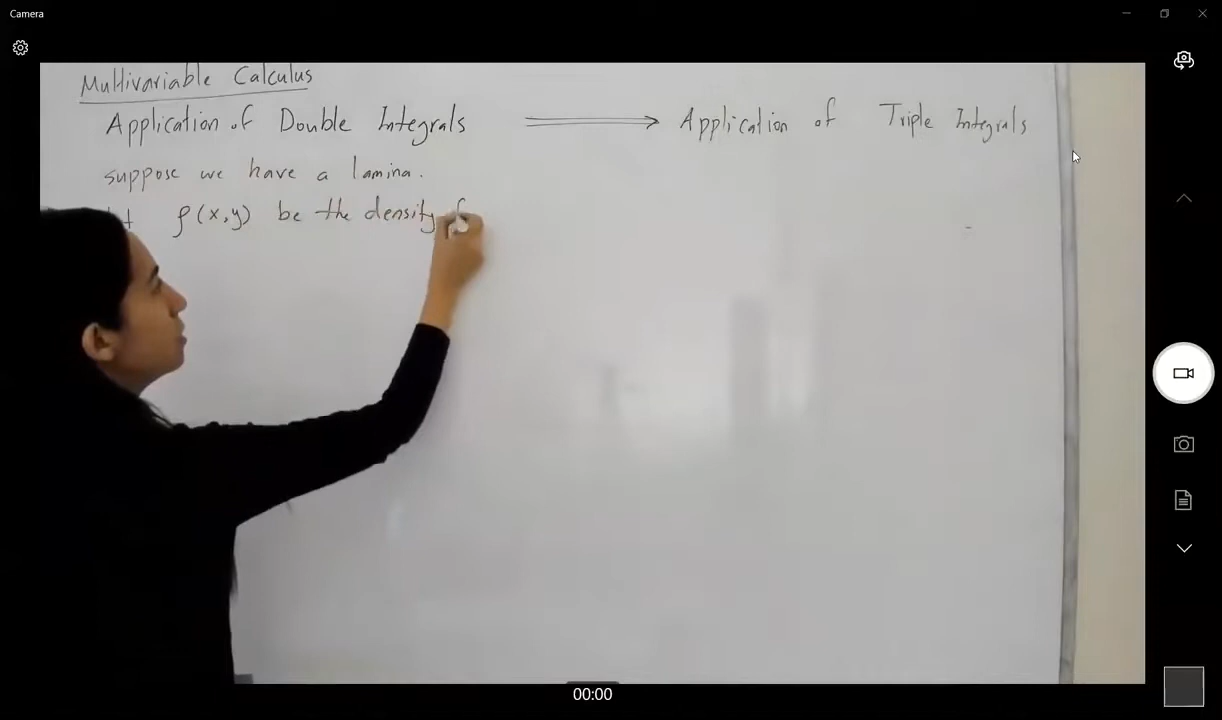 Camera
Multivariable Calculus
Application of Double Integrals ⟹ Application of Triple Integrals
suppose we have a lamina.
ρ(x,y) be the density
00:00